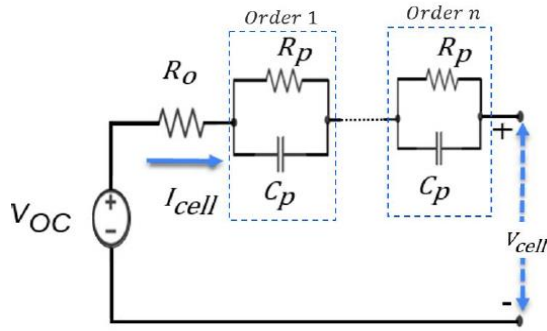 Order 1
Order n
R_p
R_p
R_o
+
I_cell
C_p
C_p
+
−
V_OC
V_cell
-